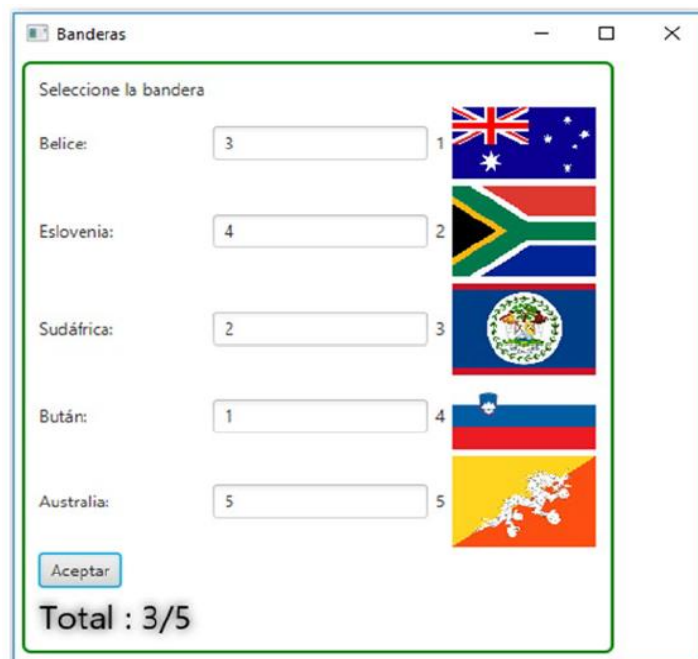 Banderas
Seleccione la bandera
Belice: 3 1
Eslovenia: 4 2
Sudáfrica: 2 3
Bután: 1 4
Australia: 5 5
Aceptar
Total : 3/5